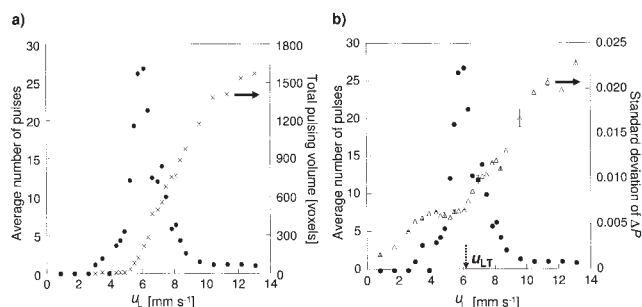 a)
Average number of pulses
30
25
20
15
10
5
0
0 2 4 6 8 10 12 14
u_L [mm s⁻¹]
1800
1500
1200
900
600
300
0
Total pulsing volume [voxels]
b)
Average number of pulses
30
25
20
15
10
5
0
0 2 4 6 8 10 12 14
u_L [mm s⁻¹]
u_LT
0.025
0.020
0.015
0.010
0.005
0
Standard deviation of ΔP